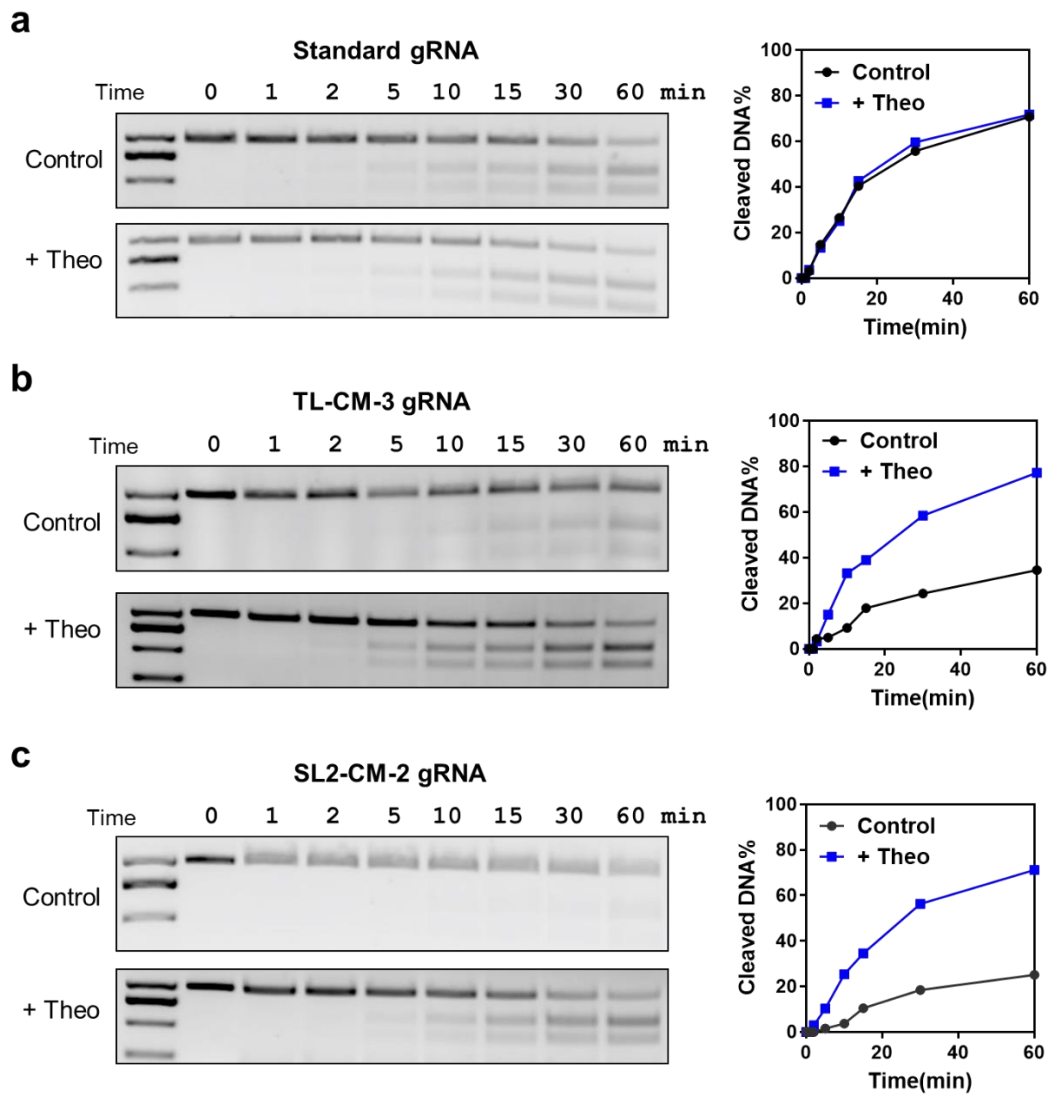 a
Standard gRNA
Time 0 1 2 5 10 15 30 60 min
Control
+ Theo
100
80
60
40
20
0
Cleaved DNA%
Control
+ Theo
0 20 40 60
Time(min)
b
TL-CM-3 gRNA
Time 0 1 2 5 10 15 30 60 min
Control
+ Theo
100
80
60
40
20
0
Cleaved DNA%
Control
+ Theo
0 20 40 60
Time(min)
c
SL2-CM-2 gRNA
Time 0 1 2 5 10 15 30 60 min
Control
+ Theo
100
80
60
40
20
0
Cleaved DNA%
Control
+ Theo
0 20 40 60
Time(min)